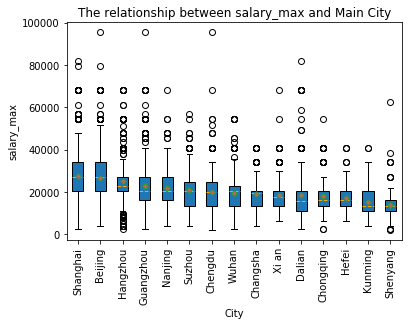 The relationship between salary_max and Main City
100000
80000
60000
40000
20000
0
salary_max
Shanghai
Beijing
Hangzhou
Guangzhou
Nanjing
Suzhou
Chengdu
Wuhan
Changsha
Xi an
Dalian
Chongqing
Hefei
Kunming
Shenyang
City